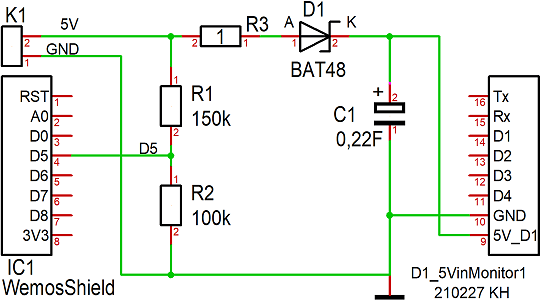 K1
5V
2
GND
1
R3
1
2
1
D1
A
K
1
2
BAT48
RST
1
A0
2
D0
3
D5
4
D6
5
D7
6
D8
7
3V3
8
IC1
WemosShield
D5
1
R1
150k
2
1
R2
100k
2
+
2
C1
0,22F
1
16
Tx
15
Rx
14
D1
13
D2
12
D3
11
D4
10
GND
9
5V_D1
D1_5VinMonitor1
210227 KH